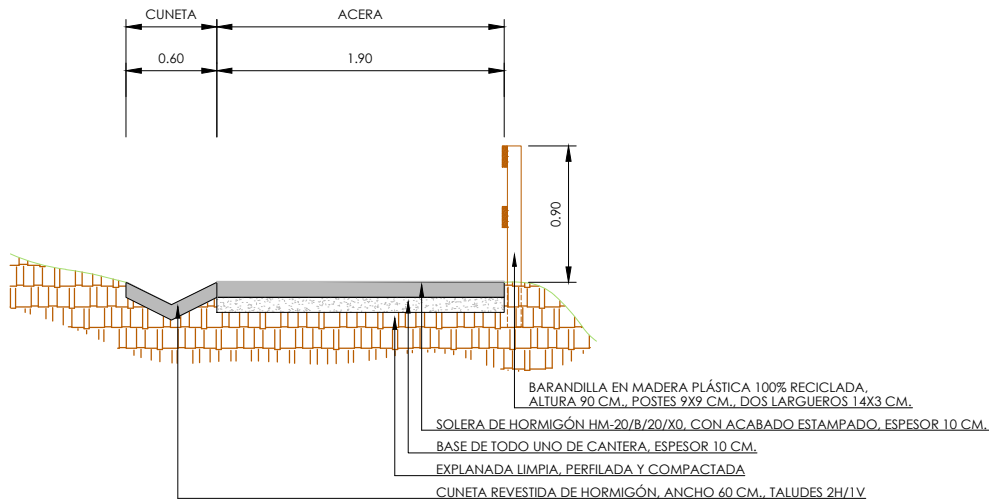 CUNETA
ACERA
0.60
1.90
0.90
BARANDILLA EN MADERA PLÁSTICA 100% RECICLADA,
ALTURA 90 CM., POSTES 9X9 CM., DOS LARGUEROS 14X3 CM.
SOLERA DE HORMIGÓN HM-20/B/20/X0, CON ACABADO ESTAMPADO, ESPESOR 10 CM.
BASE DE TODO UNO DE CANTERA, ESPESOR 10 CM.
EXPLANADA LIMPIA, PERFILADA Y COMPACTADA
CUNETA REVESTIDA DE HORMIGÓN, ANCHO 60 CM., TALUDES 2H/1V